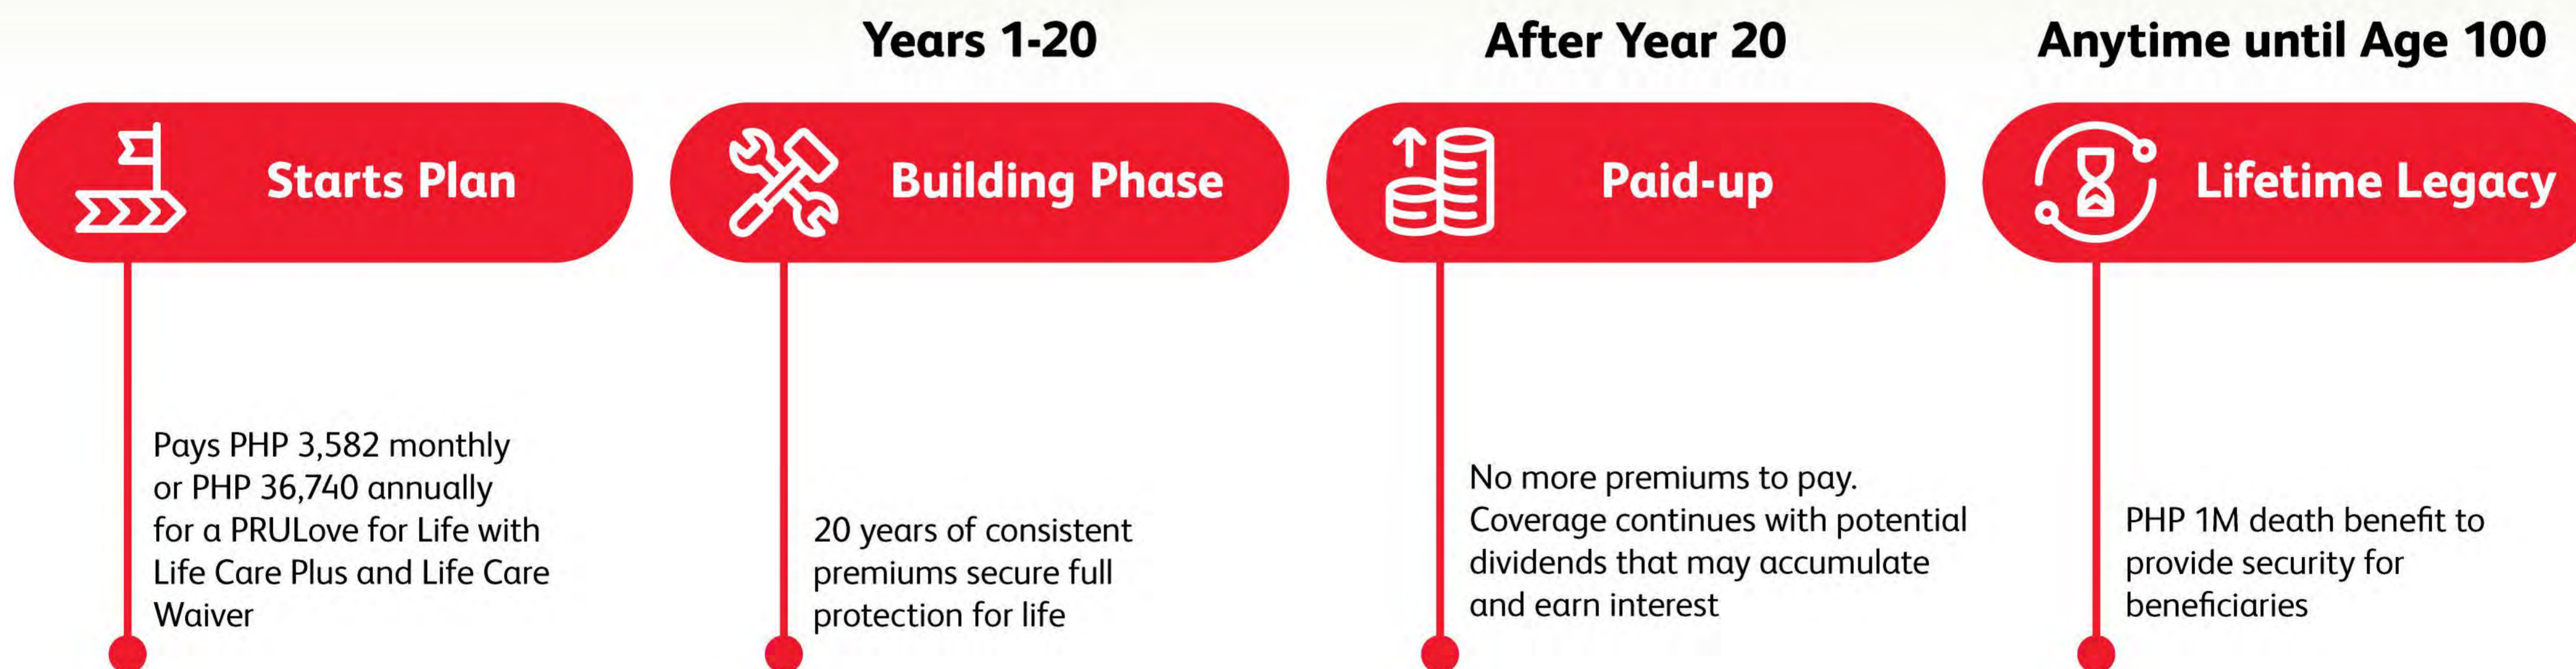 Years 1-20
After Year 20
Anytime until Age 100
Starts Plan
Building Phase
Paid-up
Lifetime Legacy
Pays PHP 3,582 monthly
or PHP 36,740 annually
for a PRULove for Life with
Life Care Plus and Life Care
Waiver
20 years of consistent
premiums secure full
protection for life
No more premiums to pay.
Coverage continues with potential
dividends that may accumulate
and earn interest
PHP 1M death benefit to
provide security for
beneficiaries